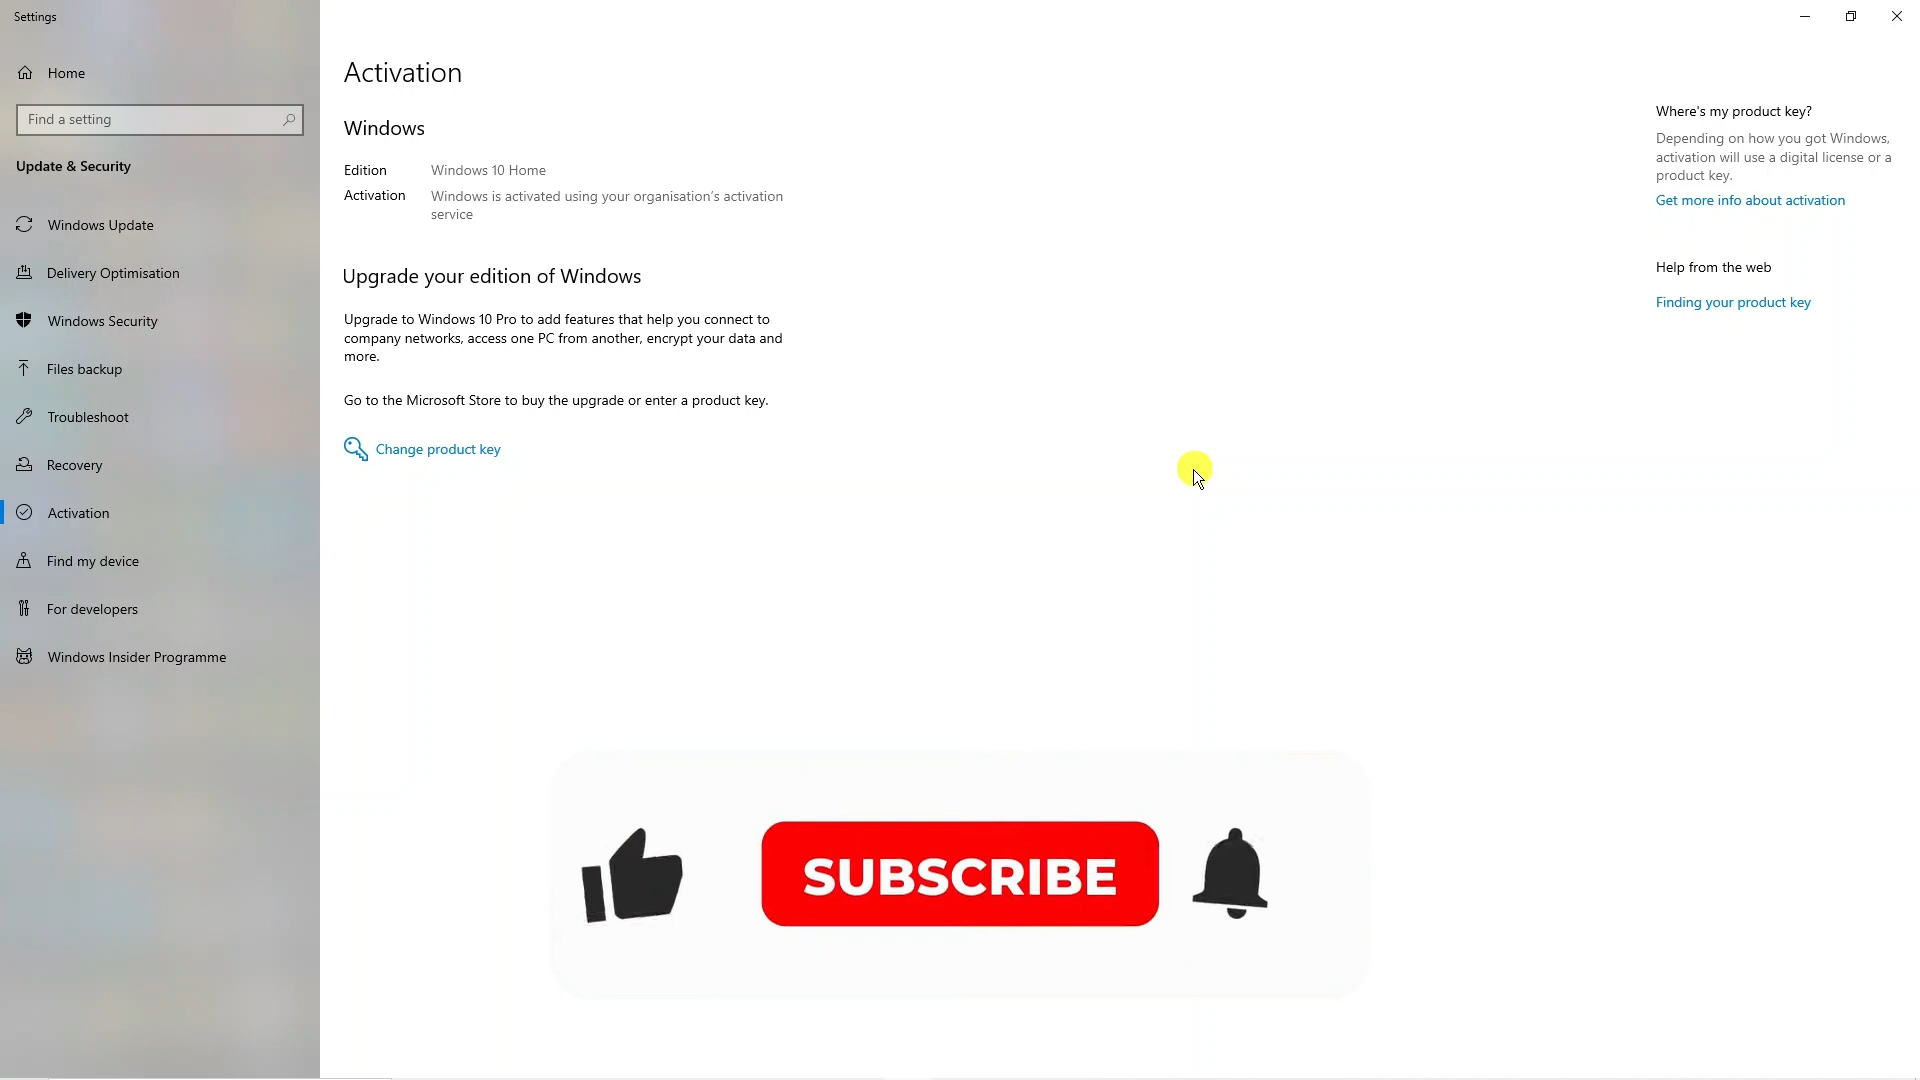 Settings
Home
Find a setting
Update & Security
Windows Update
Delivery Optimisation
Windows Security
Files backup
Troubleshoot
Recovery
Activation
Find my device
For developers
Windows Insider Programme
Activation
Windows
Edition Windows 10 Home
Activation Windows is activated using your organisation's activation
service
Upgrade your edition of Windows
Upgrade to Windows 10 Pro to add features that help you connect to
company networks, access one PC from another, encrypt your data and
more.
Go to the Microsoft Store to buy the upgrade or enter a product key.
Change product key
Where's my product key?
Depending on how you got Windows,
activation will use a digital license or a
product key.
Get more info about activation
Help from the web
Finding your product key
SUBSCRIBE